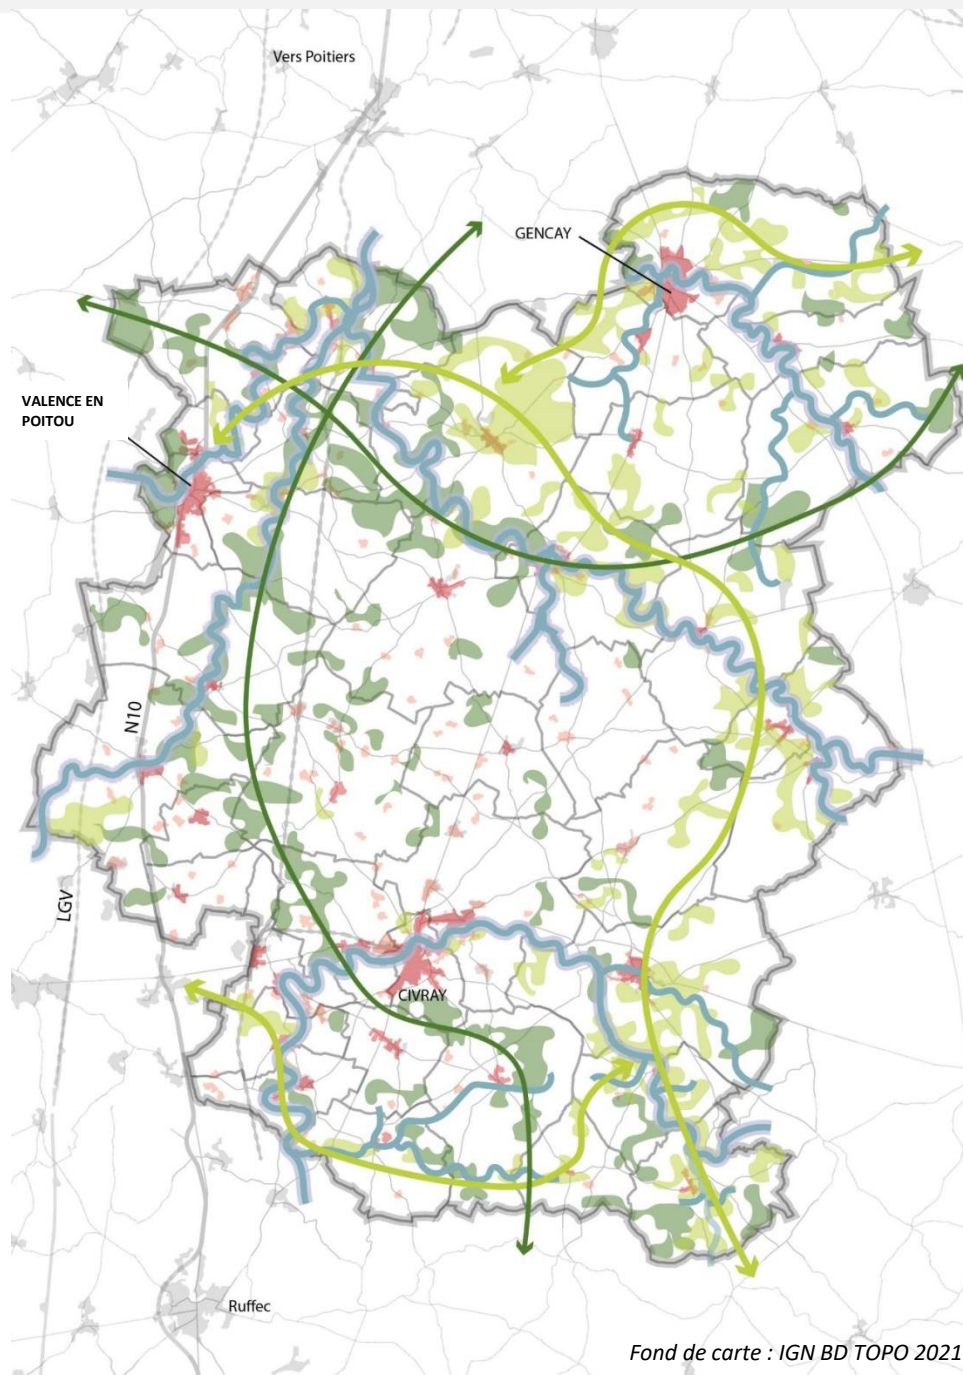 Vers Poitiers
GENCAY
VALENCE EN
POITOU
N10
LGV
CIVRAY
Ruffec
Fond de carte : IGN BD TOPO 2021